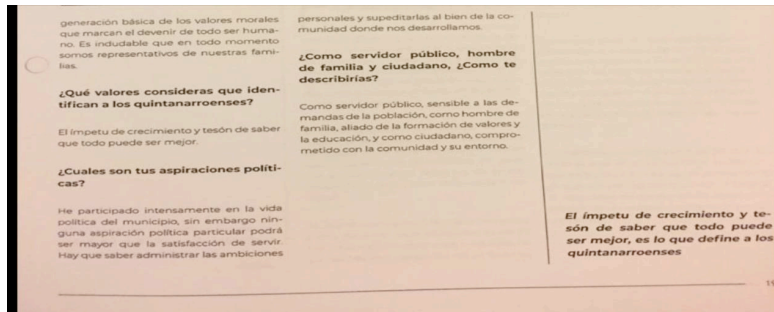 generación básica de los valores morales
que marcan el devenir de todo ser huma-
no. Es indudable que en todo momento
somos representativos de nuestras fami-
lias.
¿Qué valores consideras que iden-
tifican a los quintanarroenses?
El ímpetu de crecimiento y tesón de saber
que todo puede ser mejor.
¿Cuales son tus aspiraciones políti-
cas?
He participado intensamente en la vida
política del municipio, sin embargo nin-
guna aspiración política particular podrá
ser mayor que la satisfacción de servir.
Hay que saber administrar las ambiciones
personales y supeditarlas al bien de la co-
munidad donde nos desarrollamos.
¿Como servidor público, hombre
de familia y ciudadano, ¿Como te
describirías?
Como servidor público, sensible a las de-
mandas de la población, como hombre de
familia, aliado de la formación de valores y
la educación, y como ciudadano, compro-
metido con la comunidad y su entorno.
El ímpetu de crecimiento y te-
són de saber que todo puede
ser mejor, es lo que define a los
quintanarroenses